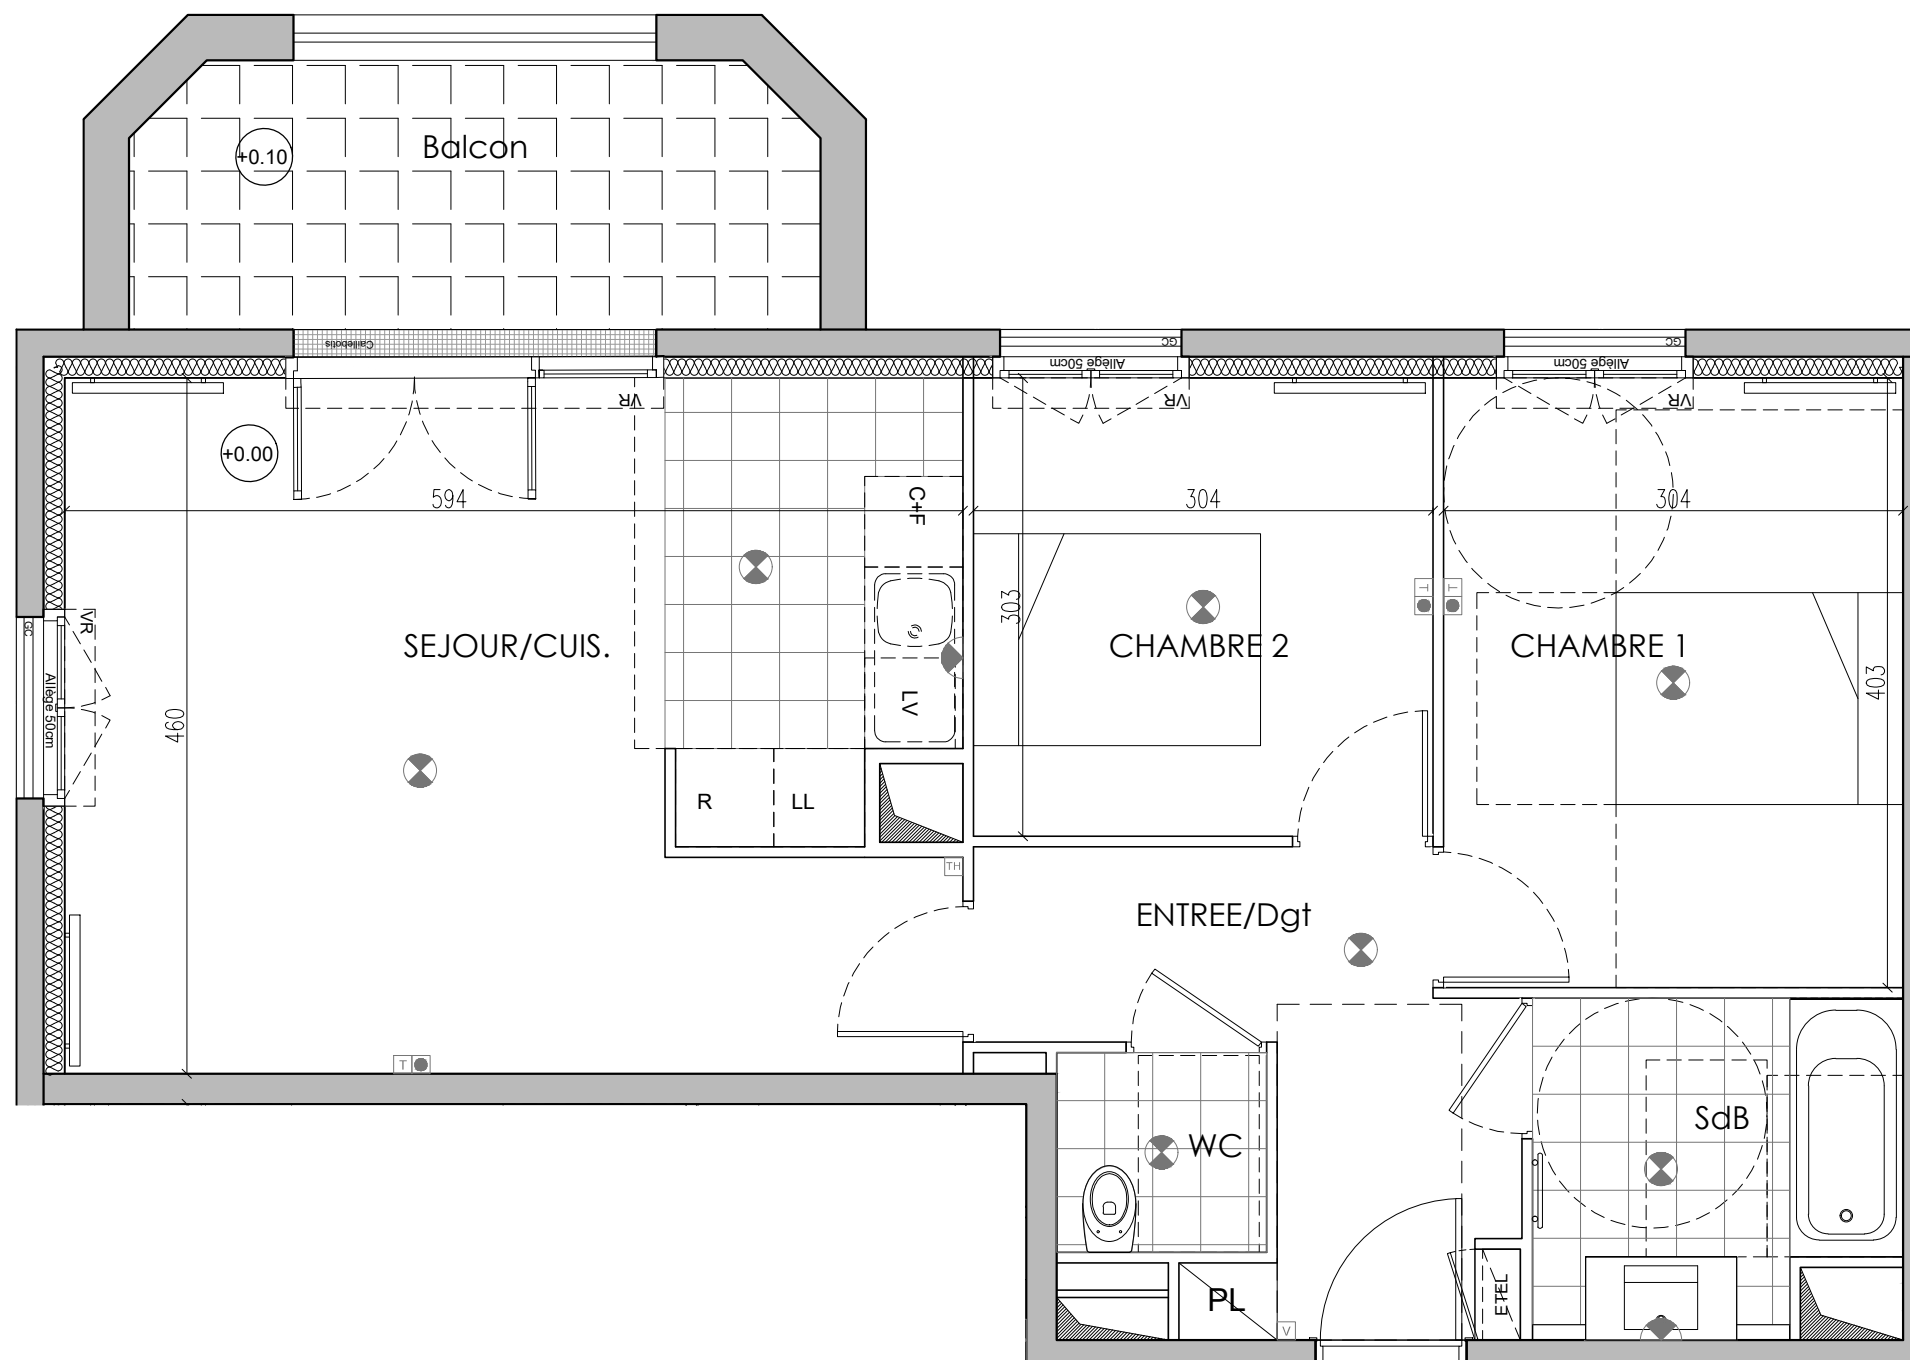 Balcon
+0.10
Caillebotis
GC
Allège 50cm
GC
Allège 50cm
VR
VR
VR
+0.00
594
C+F
304
304
303
VR
GC
SEJOUR/CUIS.
CHAMBRE 2
CHAMBRE 1
T
T
403
Allège 50cm
460
LV
R
LL
TH
ENTREE/Dgt
T
SdB
WC
PL
ETEL
V